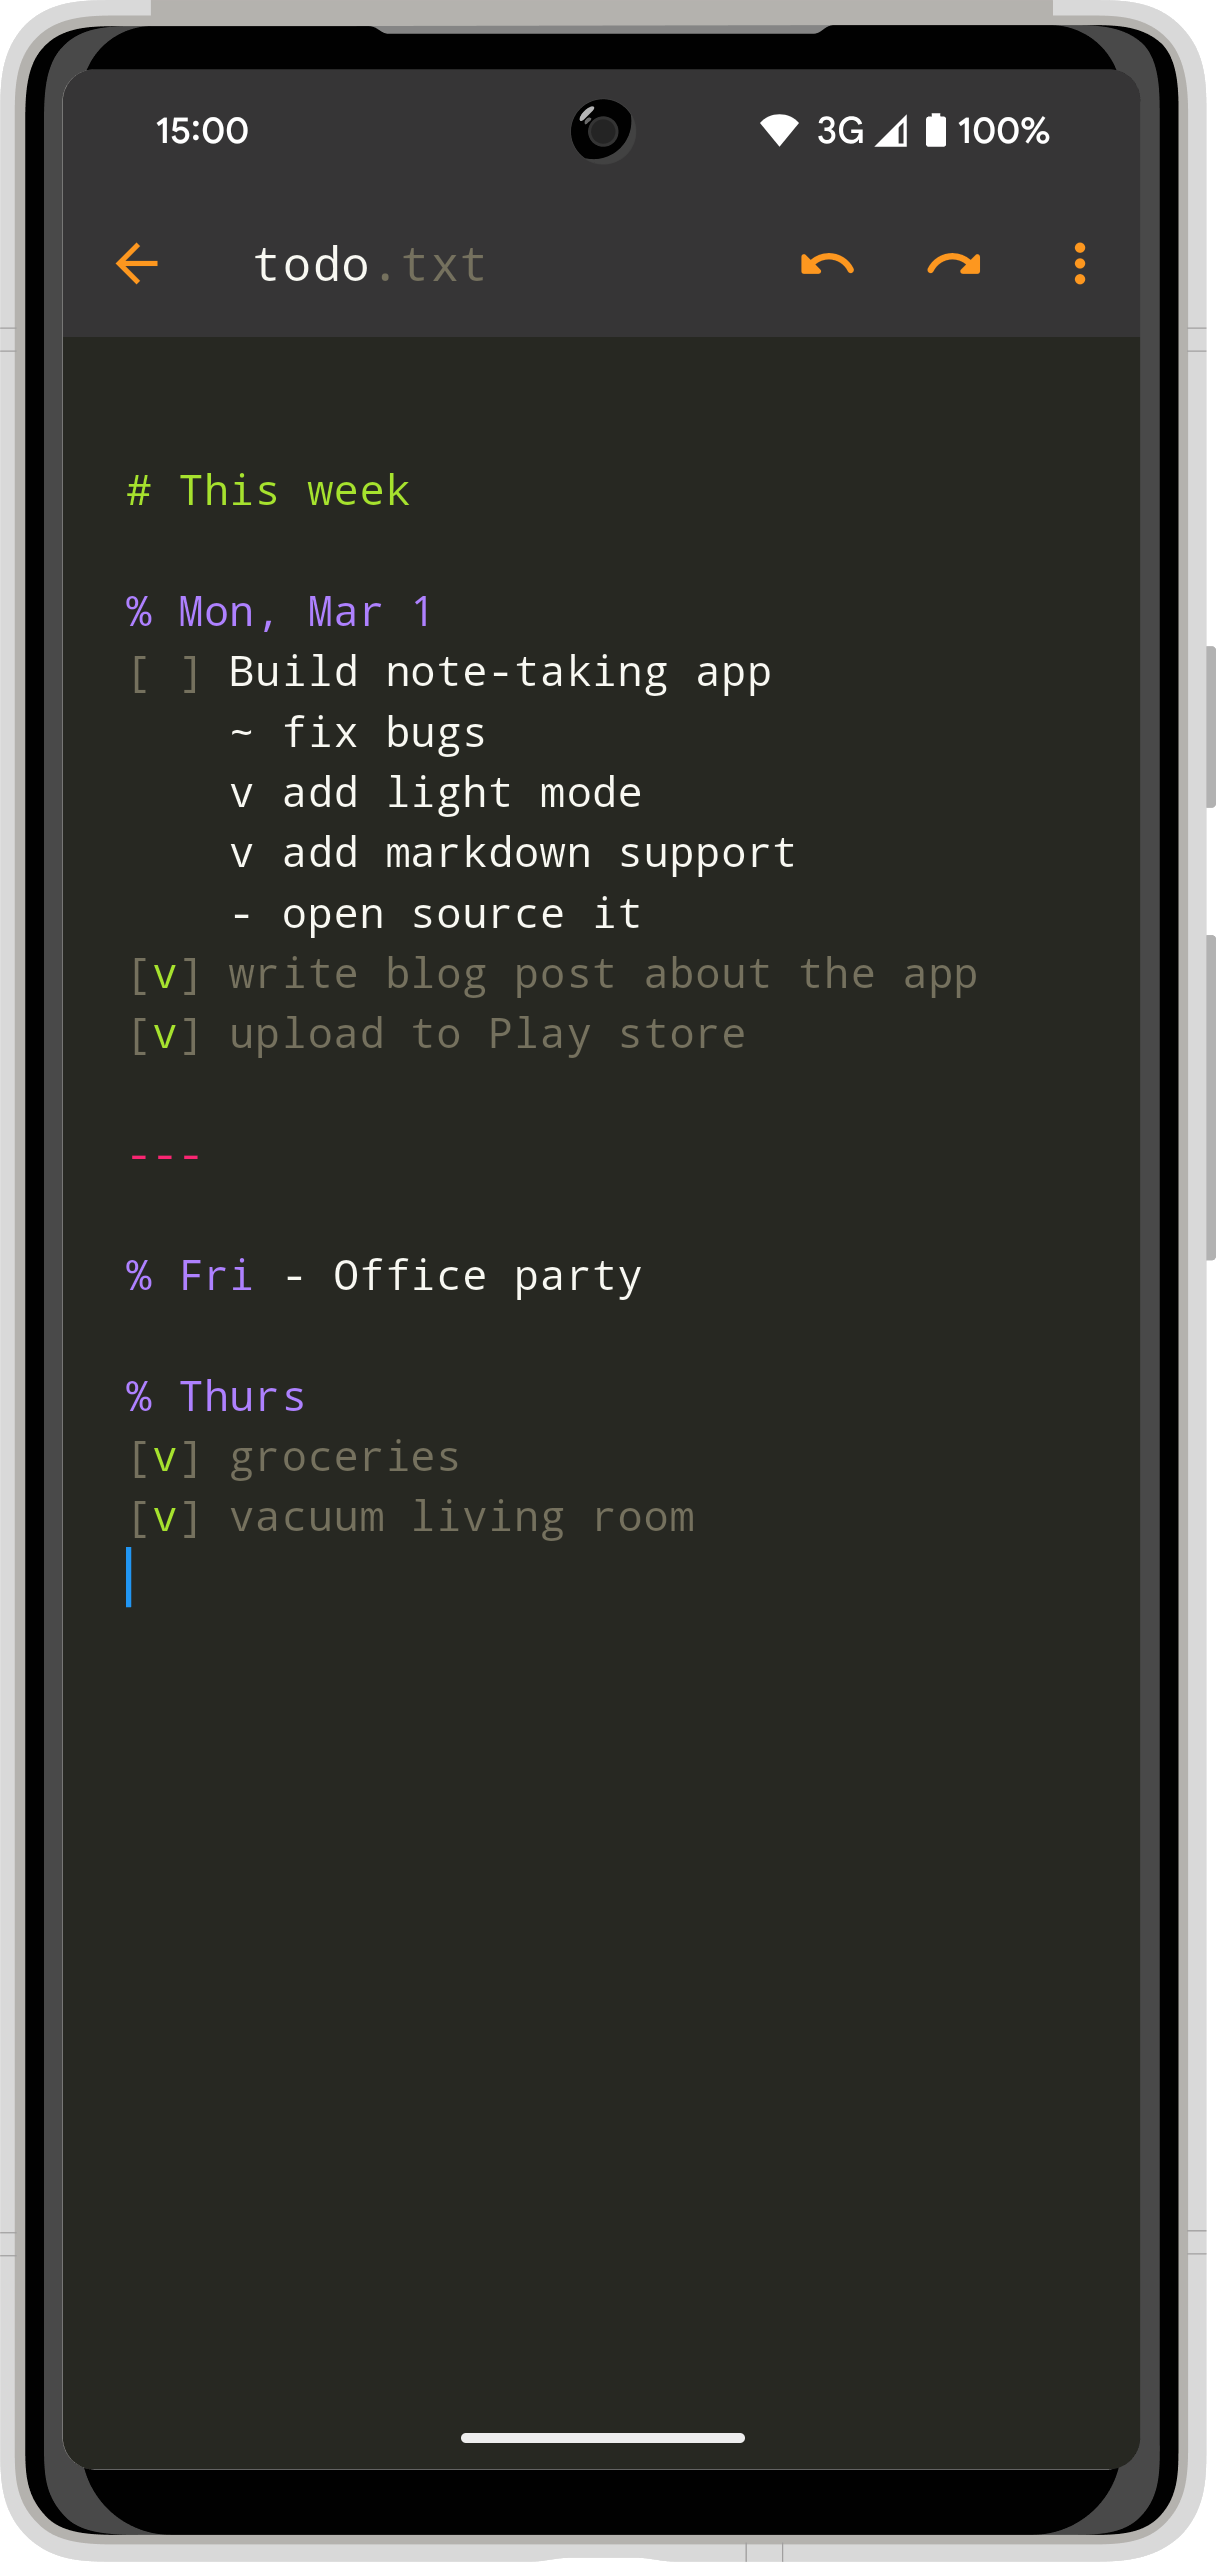 15:00 3G 100%
todo.txt
# This week
% Mon, Mar 1
[ ] Build note-taking app
    ~ fix bugs
    v add light mode
    v add markdown support
    - open source it
[v] write blog post about the app
[v] upload to Play store
---
% Fri - Office party
% Thurs
[v] groceries
[v] vacuum living room